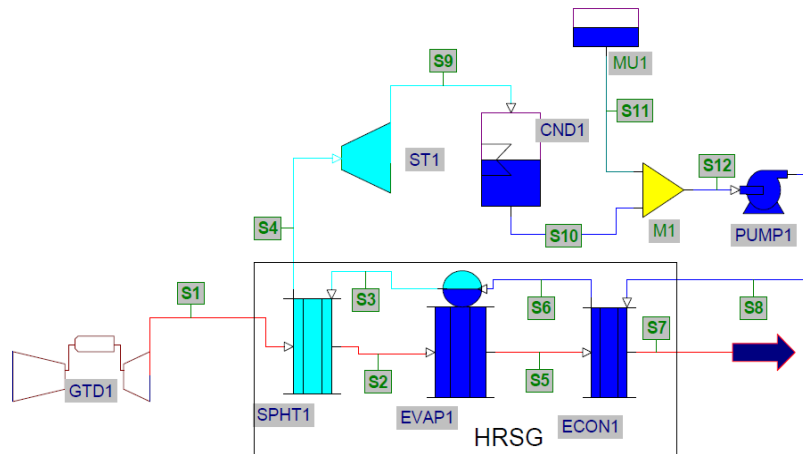 S9
MU1
S11
CND1
ST1
S12
S4
S10
M1
PUMP1
S1
S3
S6
S8
S7
GTD1
S2
S5
SPHT1
EVAP1
ECON1
HRSG